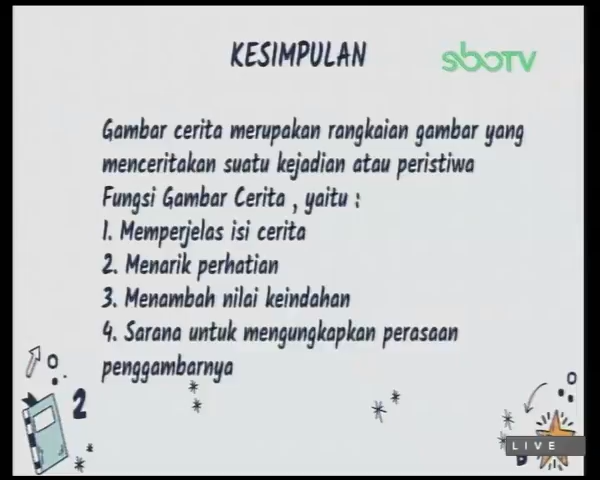 KESIMPULAN
sboTV
Gambar cerita merupakan rangkaian gambar yang
menceritakan suatu kejadian atau peristiwa
Fungsi Gambar Cerita , yaitu :
1. Memperjelas isi cerita
2. Menarik perhatian
3. Menambah nilai keindahan
4. Sarana untuk mengungkapkan perasaan
penggambarnya
2
LIVE